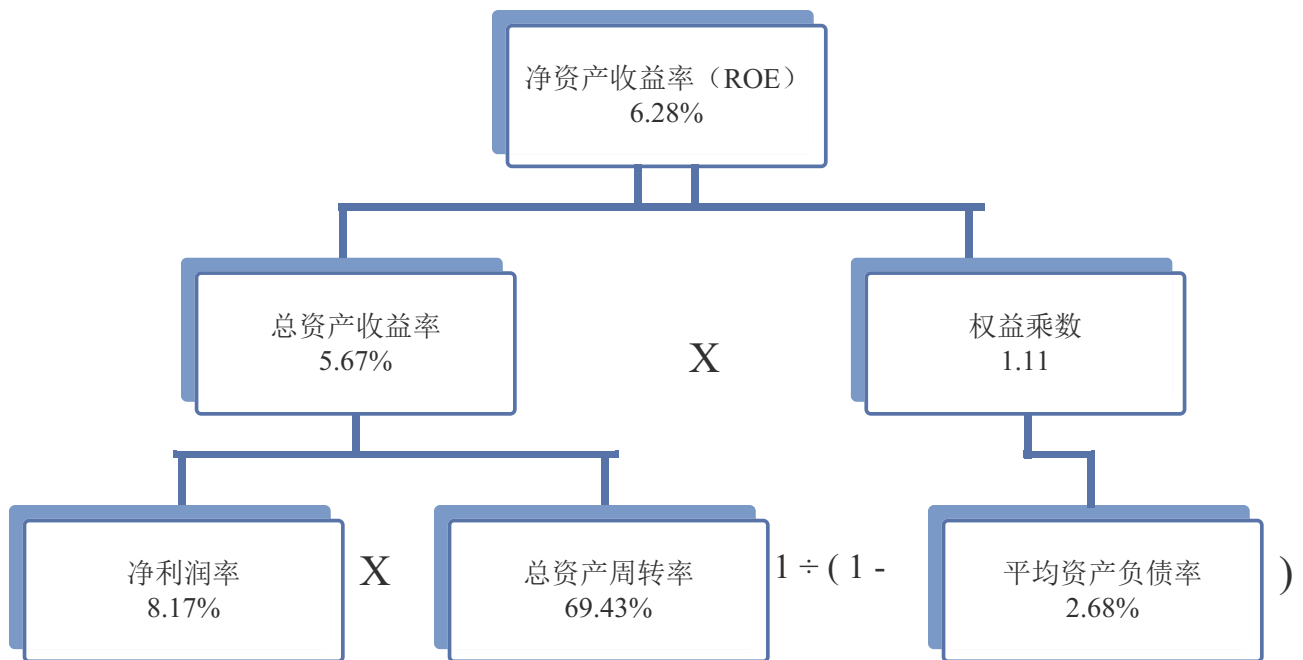 净资产收益率（ROE）
6.28%
总资产收益率
5.67%
X
权益乘数
1.11
净利润率
8.17%
X
总资产周转率
69.43%
1 ÷ ( 1 -
平均资产负债率
2.68%
)